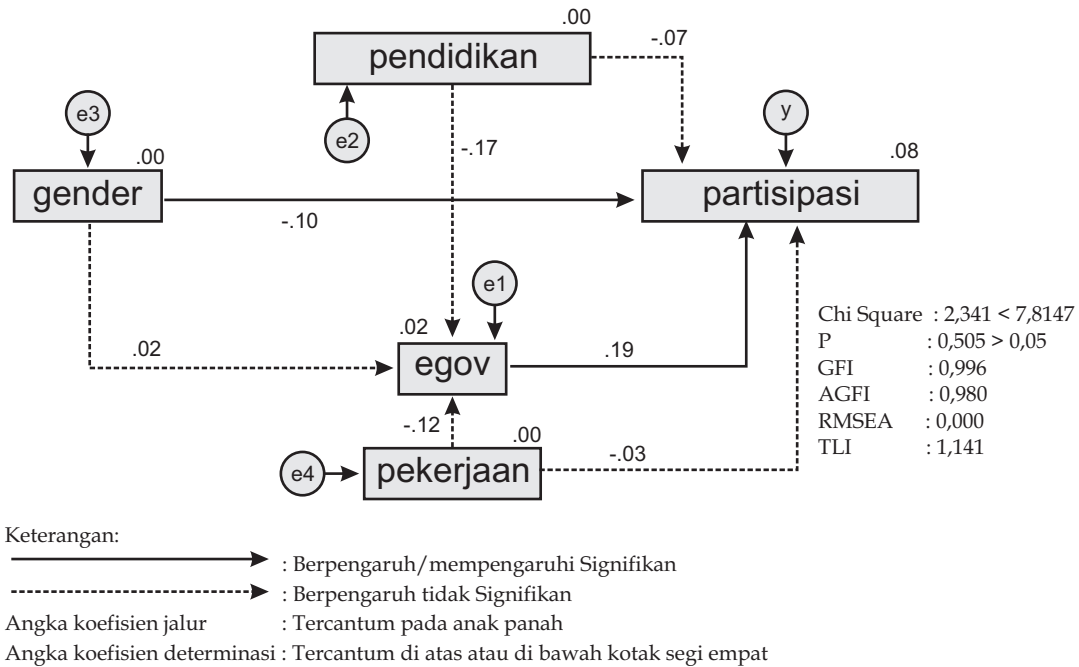 .00
pendidikan
-.07
e3
e2
y
.00
-.17
.08
gender
partisipasi
-.10
e1
.02
.02
egov
.19
-.12
.00
-.03
e4
pekerjaan
Chi Square : 2,341 < 7,8147
P : 0,505 > 0,05
GFI : 0,996
AGFI : 0,980
RMSEA : 0,000
TLI : 1,141
Keterangan:
: Berpengaruh/mempengaruhi Signifikan
: Berpengaruh tidak Signifikan
Angka koefisien jalur : Tercantum pada anak panah
Angka koefisien determinasi : Tercantum di atas atau di bawah kotak segi empat